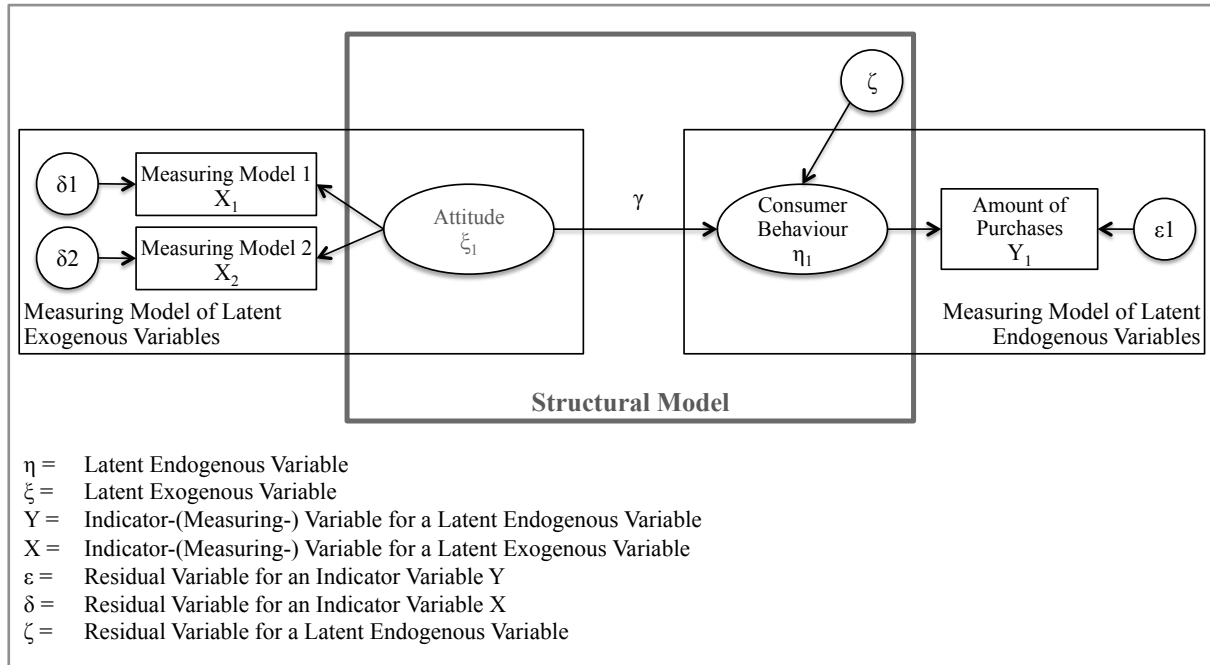 ζ
δ1
Measuring Model 1
X₁
δ2
Measuring Model 2
X₂
Measuring Model of Latent
Exogenous Variables
Attitude
ξ₁
γ
Consumer
Behaviour
η₁
Amount of
Purchases
Y₁
ε1
Measuring Model of Latent
Endogenous Variables
Structural Model
η = Latent Endogenous Variable
ξ = Latent Exogenous Variable
Y = Indicator-(Measuring-) Variable for a Latent Endogenous Variable
X = Indicator-(Measuring-) Variable for a Latent Exogenous Variable
ε = Residual Variable for an Indicator Variable Y
δ = Residual Variable for an Indicator Variable X
ζ = Residual Variable for a Latent Endogenous Variable